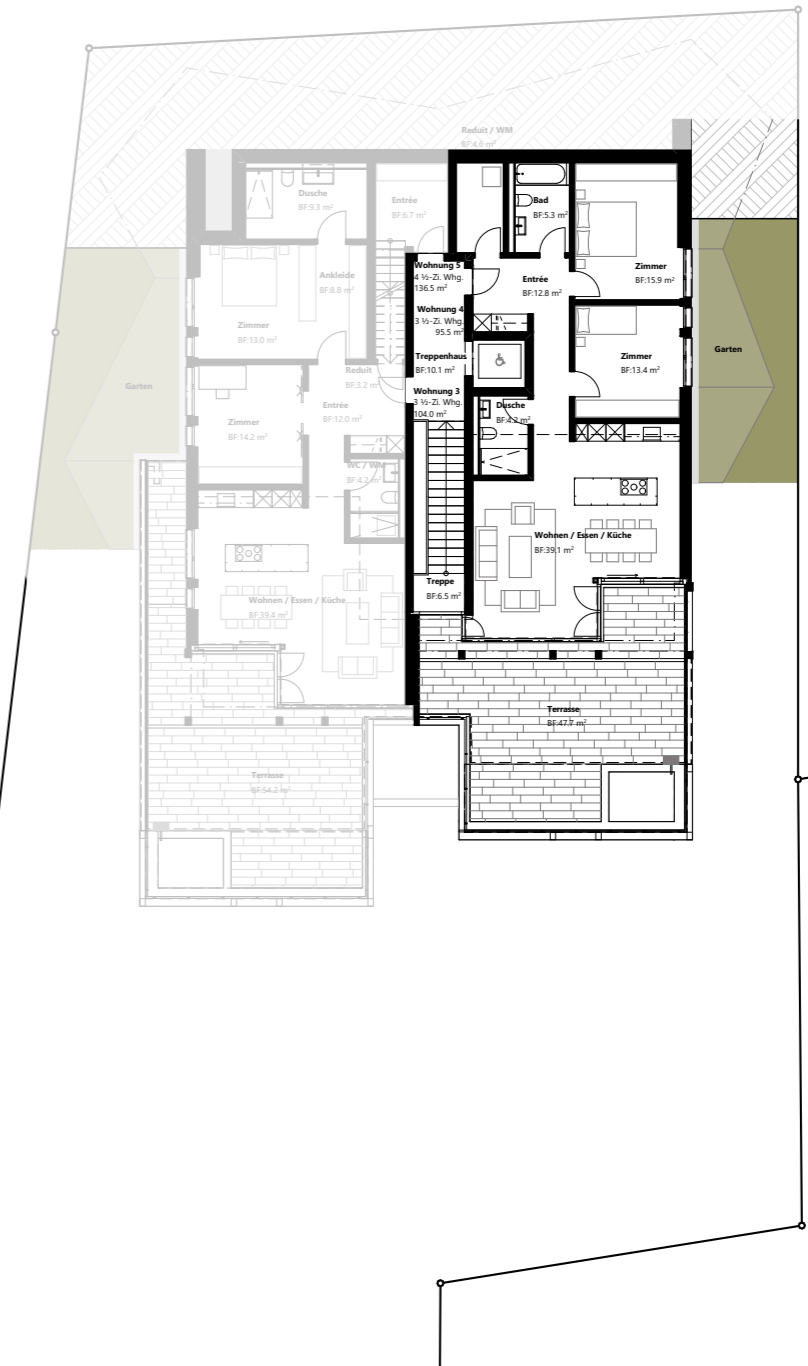 Reduit / WM
BF:4.0 m²
Dusche
BF:9.3 m²
Entrée
BF:6.7 m²
Bad
BF:5.3 m²
Wohnung 5
4 ½-Zi. Whg.
136.5 m²
Entrée
BF:12.8 m²
Zimmer
BF:15.9 m²
Ankleide
BF:8.8 m²
Wohnung 4
3 ½-Zi. Whg.
95.5 m²
Zimmer
BF:13.0 m²
Treppenhaus
BF:10.1 m²
Zimmer
BF:13.4 m²
Garten
Garten
Reduit
BF:3.2 m²
Wohnung 3
3 ½-Zi. Whg.
104.0 m²
Entrée
BF:12.0 m²
Dusche
BF:4.2 m²
Zimmer
BF:14.2 m²
WC / WM
BF:4.2 m²
Wohnen / Essen / Küche
BF:39.1 m²
Treppe
BF:6.5 m²
Wohnen / Essen / Küche
BF:39.4 m²
Terrasse
BF:47.7 m²
Terrasse
BF:54.2 m²